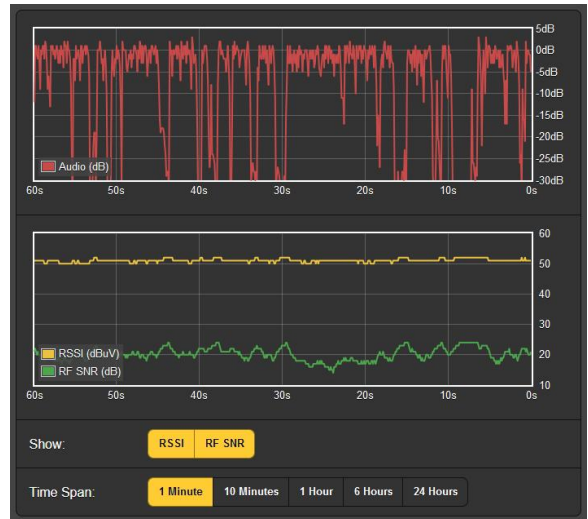 5dB
0dB
-5dB
-10dB
-15dB
-20dB
-25dB
Audio (dB)
-30dB
60s 50s 40s 30s 20s 10s 0s
60
50
40
30
RSSI (dBuV)
20
RF SNR (dB)
10
60s 50s 40s 30s 20s 10s 0s
Show: RSSI RF SNR
Time Span: 1 Minute 10 Minutes 1 Hour 6 Hours 24 Hours